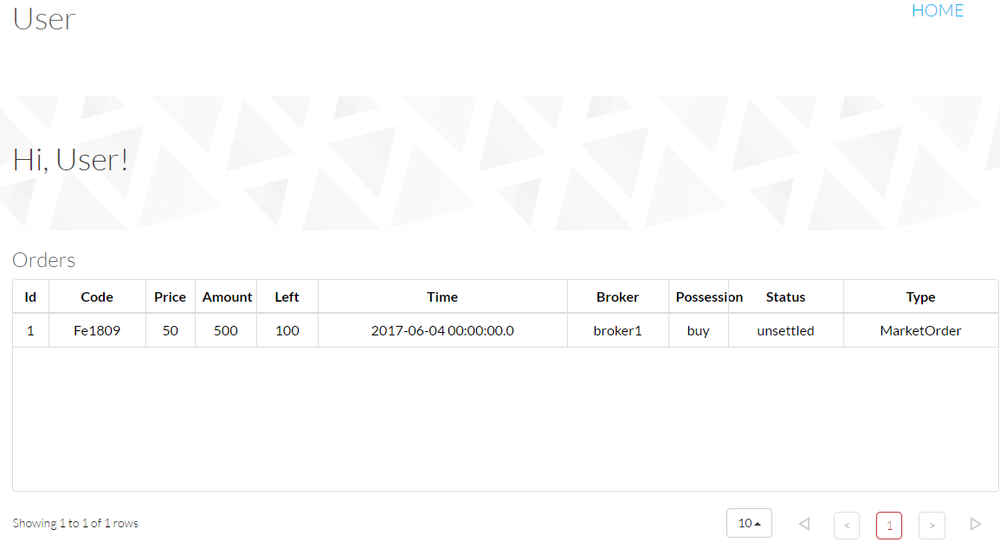 User
HOME
Hi, User!
Orders
Id Code Price Amount Left Time Broker Possession Status Type
1 Fe1809 50 500 100 2017-06-04 00:00:00.0 broker1 buy unsettled MarketOrder
Showing 1 to 1 of 1 rows
10
< 1 >